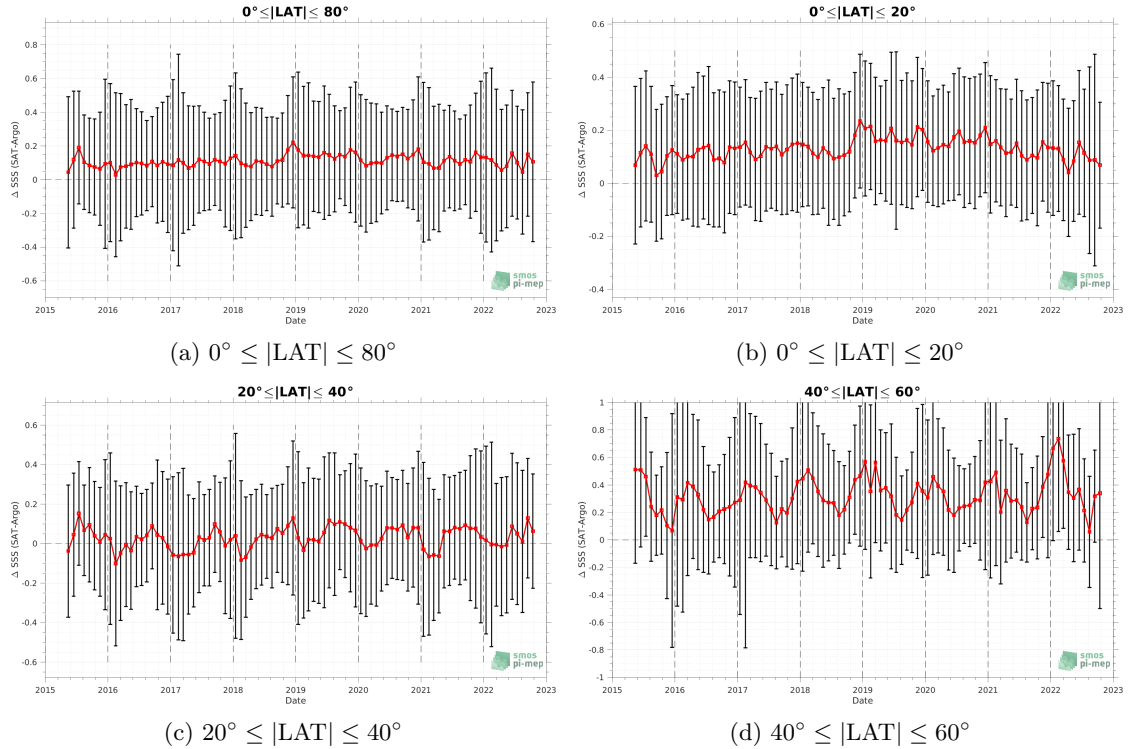 0°≤|LAT|≤ 80°
Δ SSS (SAT-Argo)
0.8
0.6
0.4
0.2
0
-0.2
-0.4
-0.6
2015 2016 2017 2018 2019 2020 2021 2022 2023
Date
smos
pi-mep
(a) 0° ≤ |LAT| ≤ 80°
0°≤|LAT|≤ 20°
Δ SSS (SAT-Argo)
0.6
0.4
0.2
0
-0.2
-0.4
2015 2016 2017 2018 2019 2020 2021 2022 2023
Date
smos
pi-mep
(b) 0° ≤ |LAT| ≤ 20°
20°≤|LAT|≤ 40°
Δ SSS (SAT-Argo)
0.6
0.4
0.2
0
-0.2
-0.4
-0.6
2015 2016 2017 2018 2019 2020 2021 2022 2023
Date
smos
pi-mep
(c) 20° ≤ |LAT| ≤ 40°
40°≤|LAT|≤ 60°
Δ SSS (SAT-Argo)
1
0.8
0.6
0.4
0.2
0
-0.2
-0.4
-0.6
-0.8
-1
2015 2016 2017 2018 2019 2020 2021 2022 2023
Date
smos
pi-mep
(d) 40° ≤ |LAT| ≤ 60°